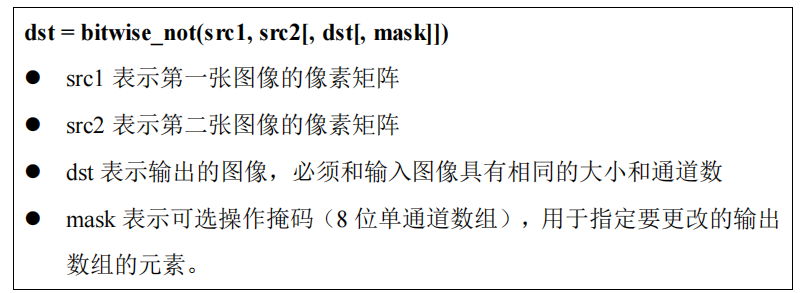 dst = bitwise_not(src1, src2[, dst[, mask]])
● src1 表示第一张图像的像素矩阵
● src2 表示第二张图像的像素矩阵
● dst 表示输出的图像，必须和输入图像具有相同的大小和通道数
● mask 表示可选操作掩码（8 位单通道数组），用于指定要更改的输出
数组的元素。